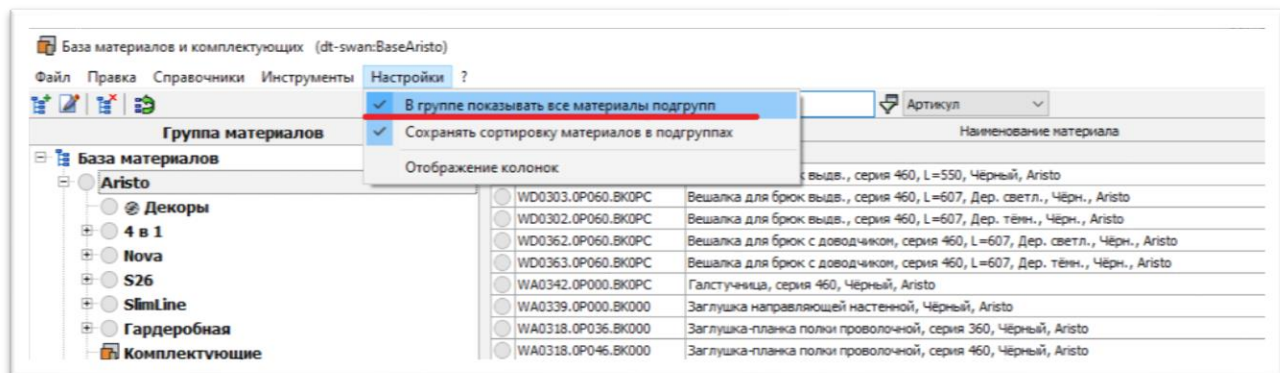 База материалов и комплектующих (dt-swan:BaseAristo)
Файл Правка Справочники Инструменты Настройки ?
В группе показывать все материалы подгрупп
Артикул
Группа материалов
Сохранять сортировку материалов в подгруппах
Наименование материала
База материалов
Отображение колонок
Aristo
выдв., серия 460, L=550, Чёрный, Aristo
WD0303.0P060.BK0PC Вешалка для брюк выдв., серия 460, L=607, Дер. светл., Чёрн., Aristo
Декоры
WD0302.0P060.BK0PC Вешалка для брюк выдв., серия 460, L=607, Дер. тёмн., Чёрн., Aristo
4 в 1
WD0362.0P060.BK0PC Вешалка для брюк с доводчиком, серия 460, L=607, Дер. светл., Чёрн., Aristo
Nova
WD0363.0P060.BK0PC Вешалка для брюк с доводчиком, серия 460, L=607, Дер. тёмн., Чёрн., Aristo
S26
WA0342.0P000.BK0PC Галстучница, серия 460, Чёрный, Aristo
SlimLine
WA0339.0P000.BK000 Заглушка направляющей настенной, Чёрный, Aristo
Гардеробная
WA0318.0P036.BK000 Заглушка-планка полки проволочной, серия 360, Чёрный, Aristo
Комплектующие
WA0318.0P046.BK000 Заглушка-планка полки проволочной, серия 460, Чёрный, Aristo